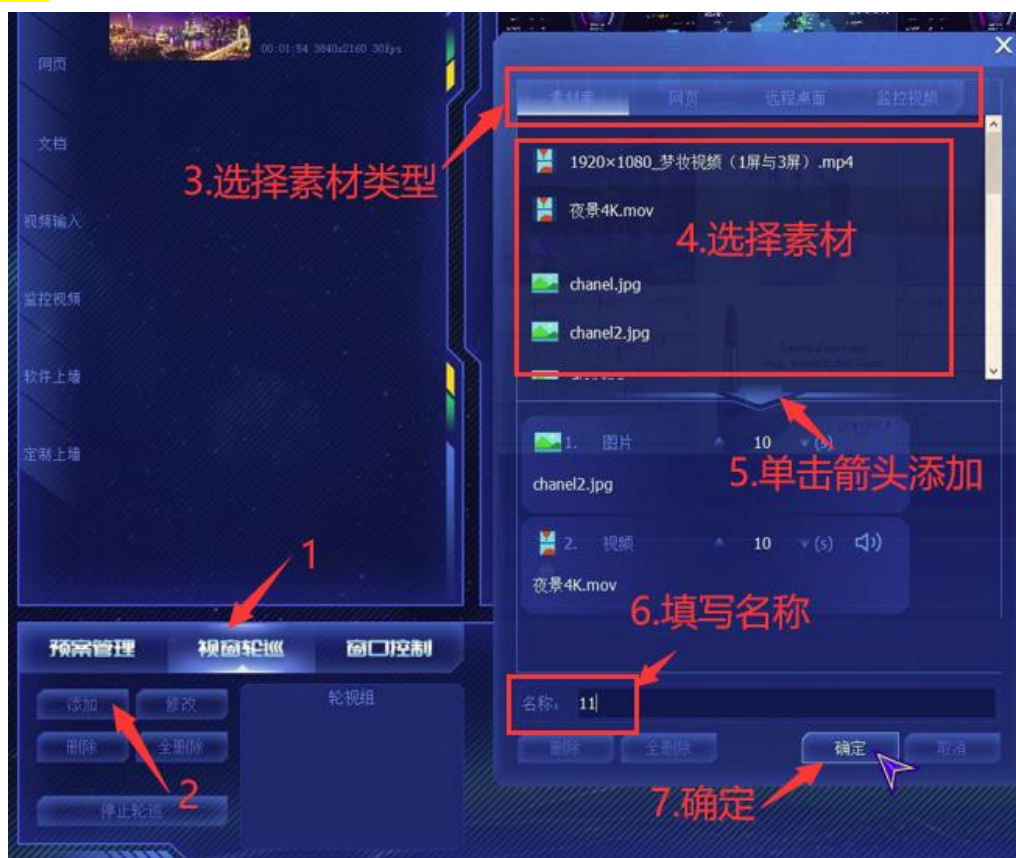 00:01:54 3840x2160 30fps
网页
文档
视频输入
监控视频
软件上墙
定制上墙
3.选择素材类型
素材库 网页 远程桌面 监控视频
1920×1080_梦妆视频（1屏与3屏）.mp4
夜景4K.mov
4.选择素材
chanel.jpg
chanel2.jpg
1. 图片 10 (s)
5.单击箭头添加
chanel2.jpg
2. 视频 10 (s)
夜景4K.mov
1
6.填写名称
预案管理 视窗轮巡 窗口控制
添加 修改
轮视组
删除 全删除
2
停止轮巡
名称: 11
删除 全删除 确定 取消
7.确定